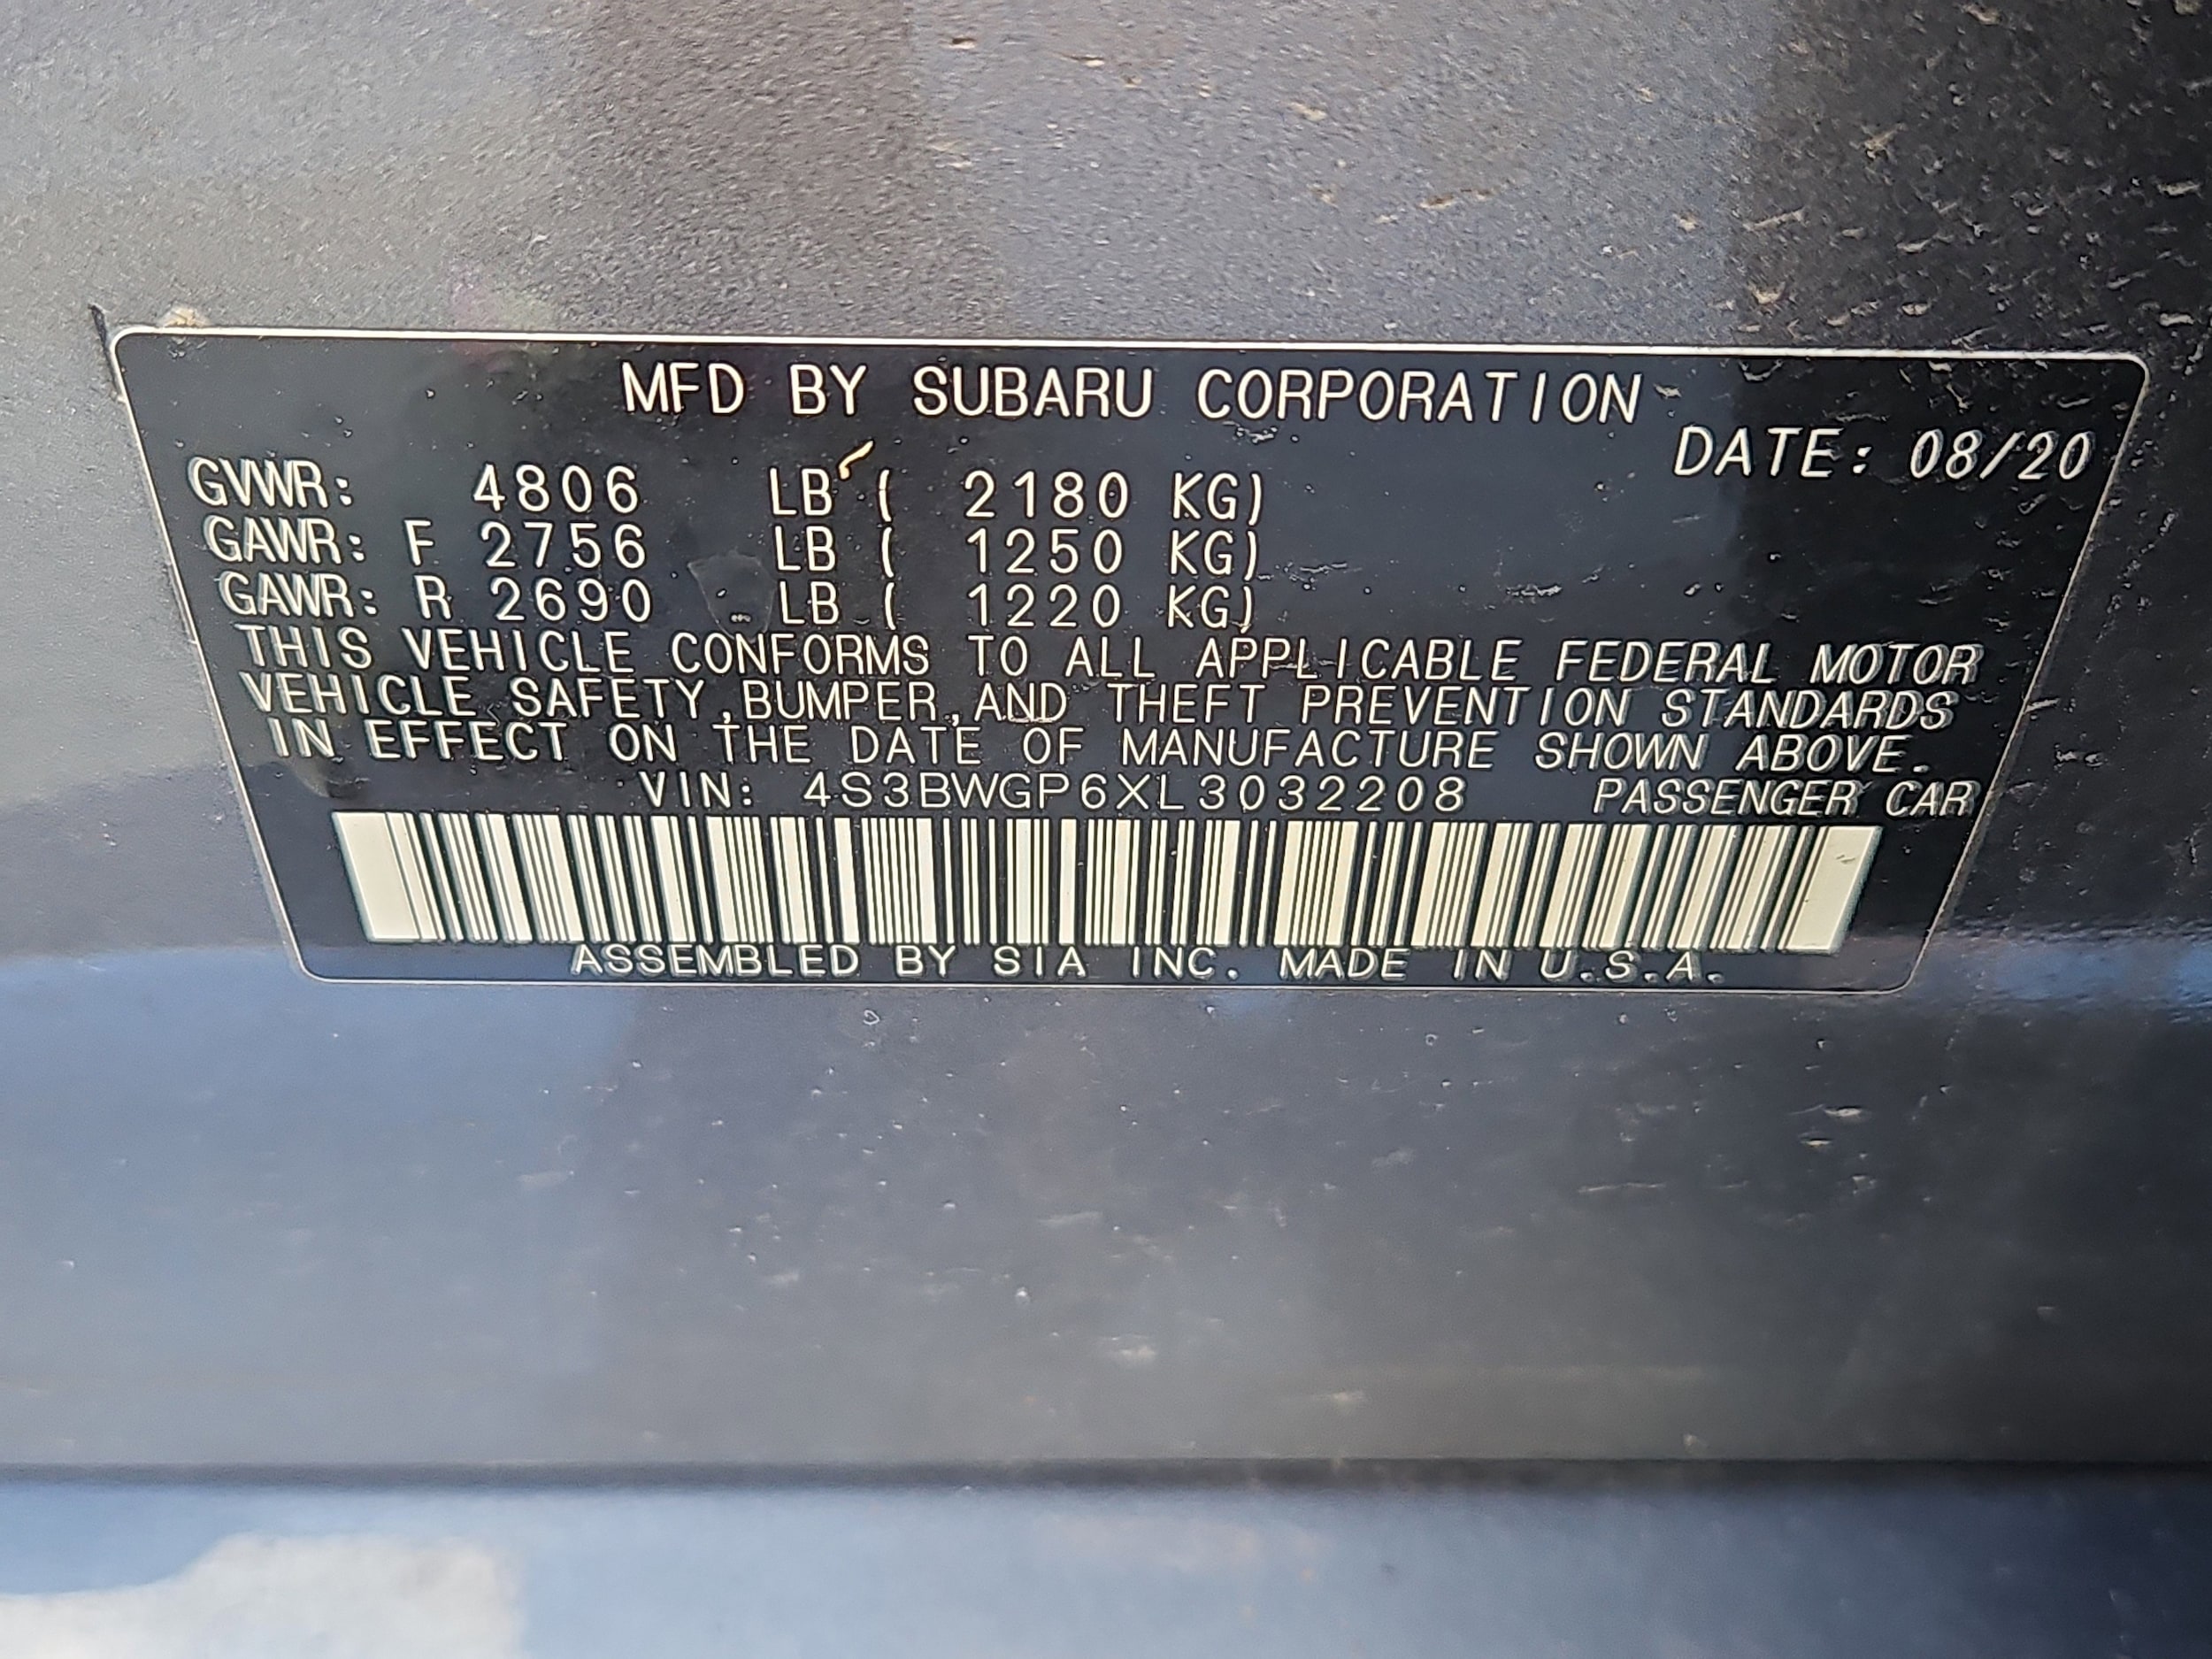 MFD BY SUBARU CORPORATION
DATE: 08/20
GVWR: 4806 LB ( 2180 KG)
GAWR: F 2756 LB ( 1250 KG)
GAWR: R 2690 LB ( 1220 KG)
THIS VEHICLE CONFORMS TO ALL APPLICABLE FEDERAL MOTOR
VEHICLE SAFETY,BUMPER,AND THEFT PREVENTION STANDARDS
IN EFFECT ON THE DATE OF MANUFACTURE SHOWN ABOVE.
VIN: 4S3BWGP6XL3032208 PASSENGER CAR
ASSEMBLED BY SIA INC. MADE IN U.S.A.